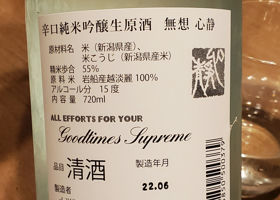 辛口純米吟醸生原酒 無想 心静
原材料 米（新潟県産）、
米こうじ（新潟県産米）
精米歩合 55%
原料米 岩船産越淡麗 100%
アルコール分 15度
内容量 720ml
ALL EFFORTS FOR YOUR
Goodtimes Supreme
品目 清酒 製造年月
製造者 22.06